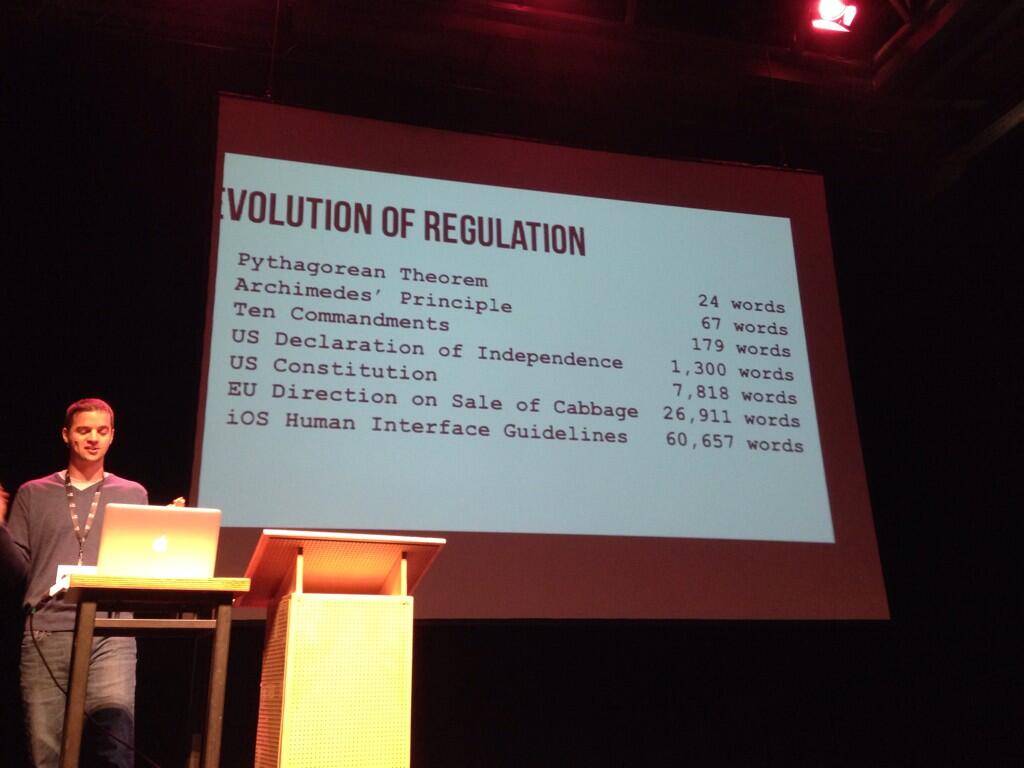 EVOLUTION OF REGULATION
Pythagorean Theorem 24 words
Archimedes' Principle 67 words
Ten Commandments 179 words
US Declaration of Independence 1,300 words
US Constitution 7,818 words
EU Direction on Sale of Cabbage 26,911 words
iOS Human Interface Guidelines 60,657 words